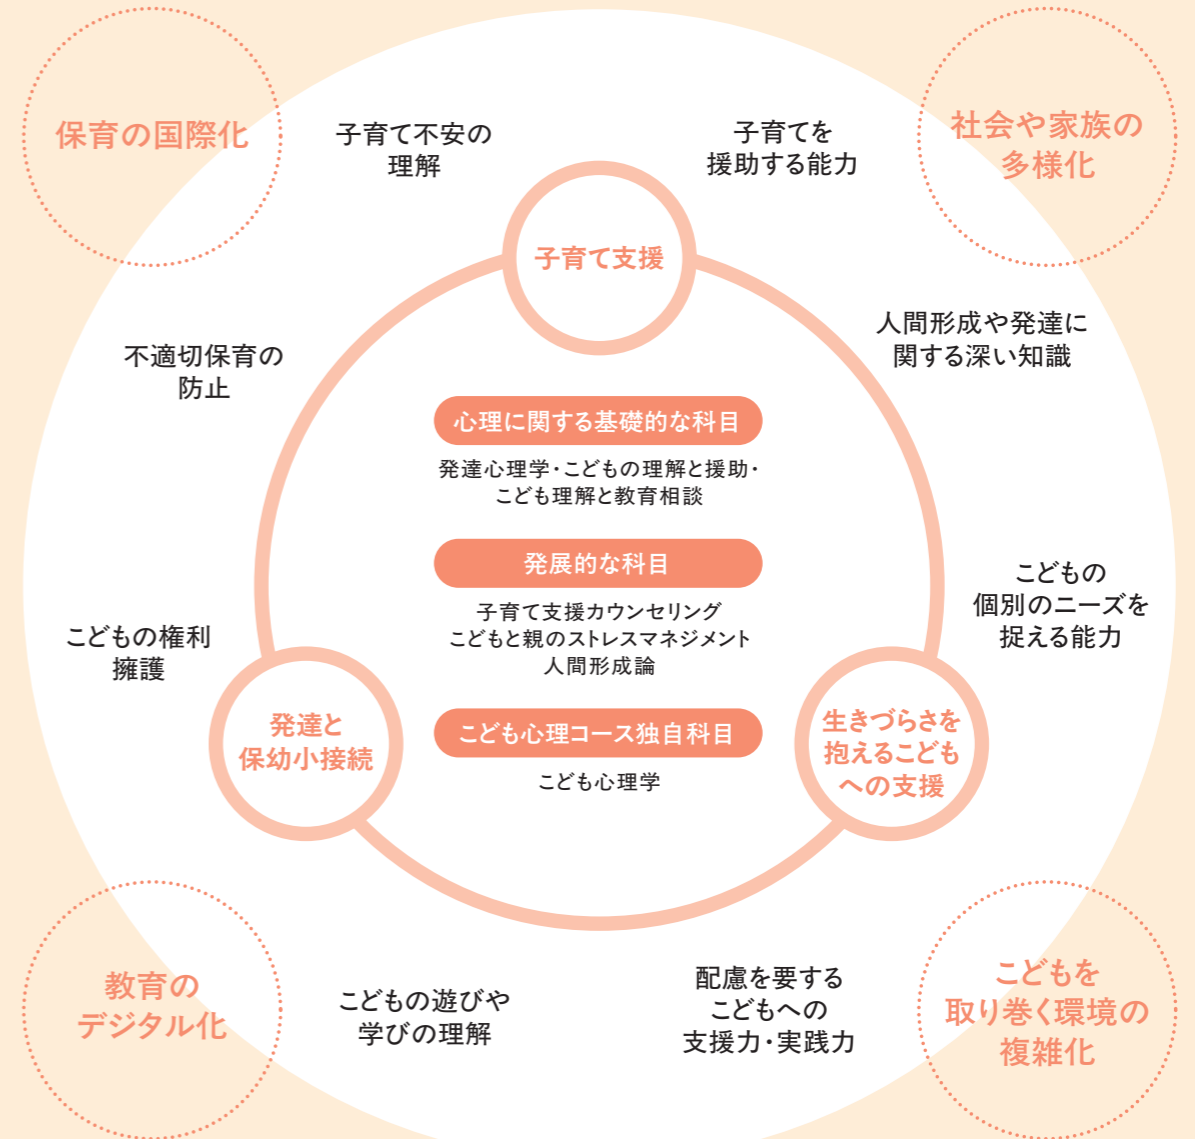 保育の国際化
子育て不安の
理解
子育てを
援助する能力
社会や家族の
多様化
子育て支援
不適切保育の
防止
人間形成や発達に
関する深い知識
心理に関する基礎的な科目
発達心理学・こどもの理解と援助・
こども理解と教育相談
発展的な科目
子育て支援カウンセリング
こどもと親のストレスマネジメント
人間形成論
こどもの権利
擁護
こどもの
個別のニーズを
捉える能力
発達と
保幼小接続
こども心理コース独自科目
こども心理学
生きづらさを
抱えるこども
への支援
教育の
デジタル化
こどもの遊びや
学びの理解
配慮を要する
こどもへの
支援力・実践力
こどもを
取り巻く環境の
複雑化